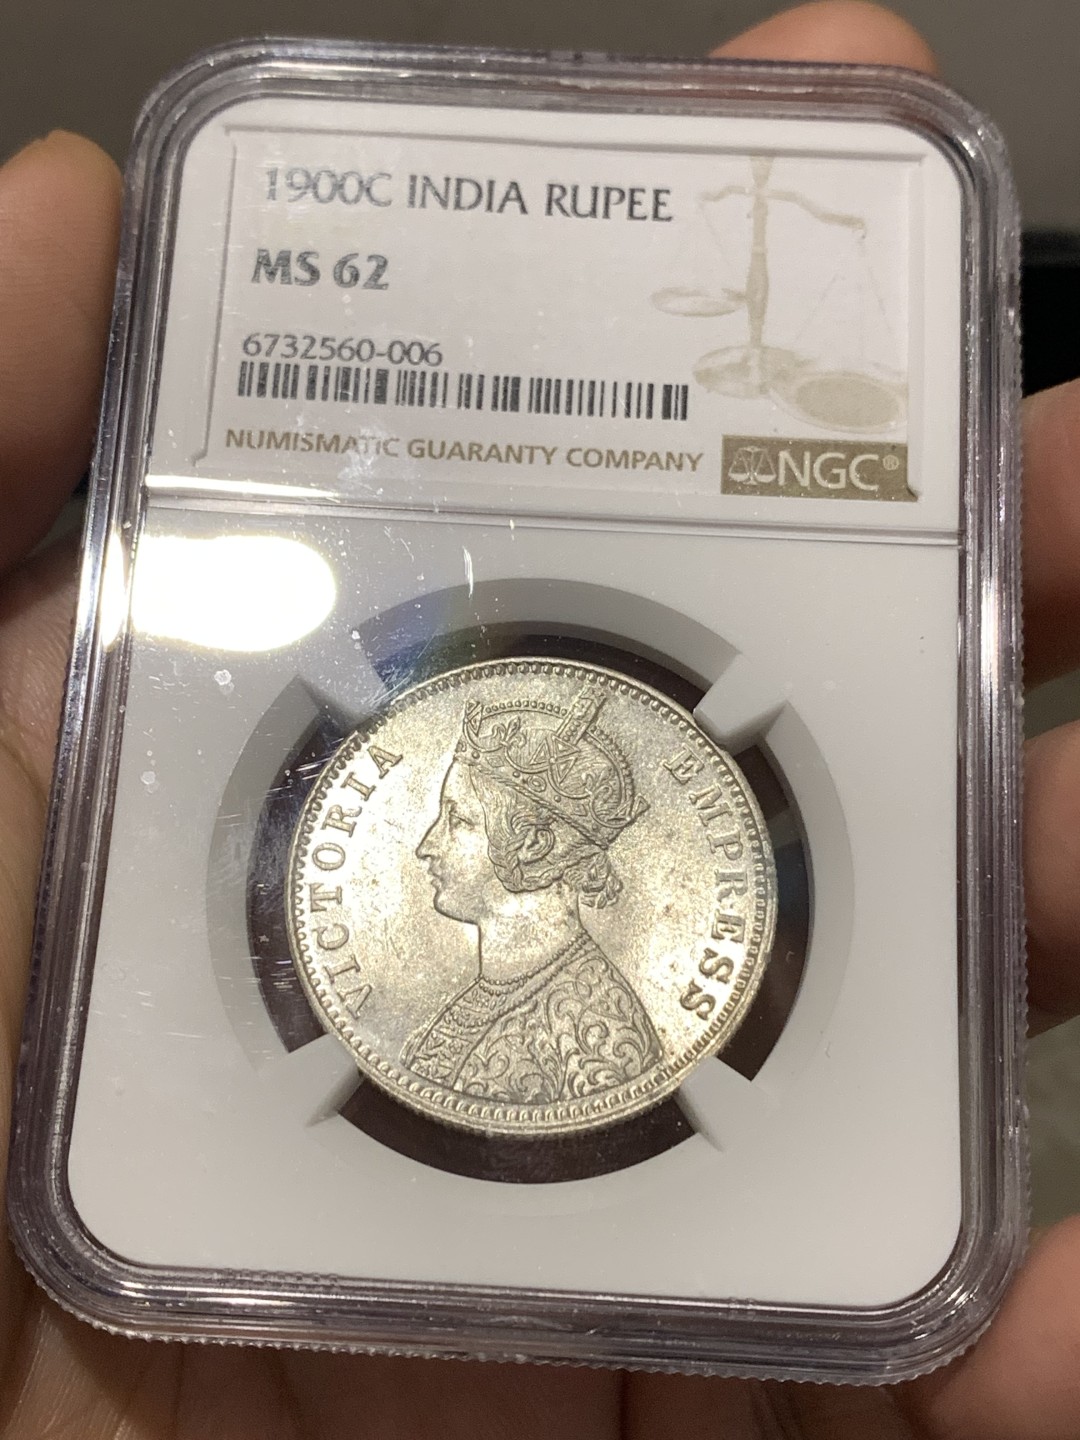 1900C INDIA RUPEE
MS 62
6732560-006
NUMISMATIC GUARANTY COMPANY
NGC®
VICTORIA EMPRESS